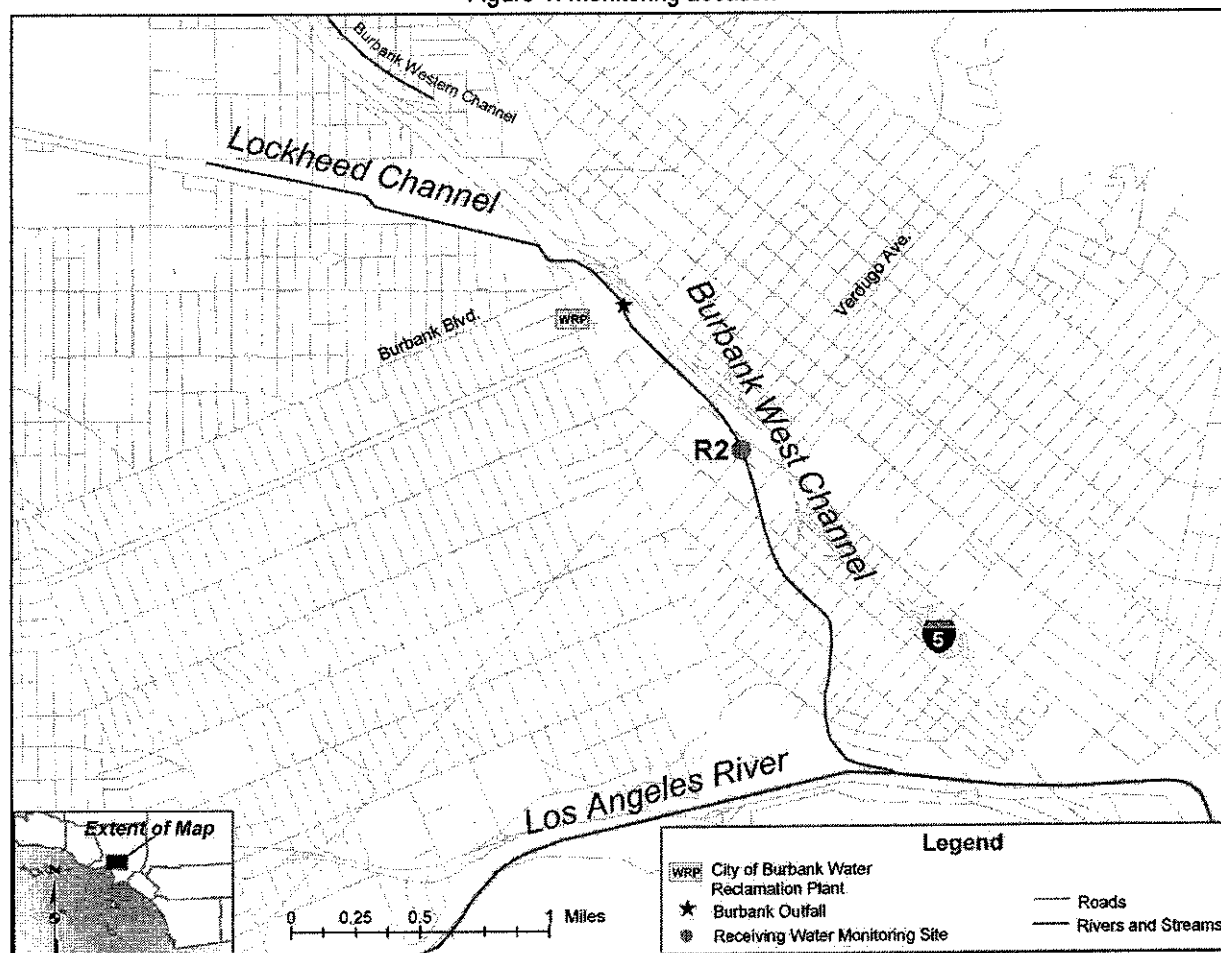 Burbank Western Channel
Lockheed Channel
Verdugo Ave.
Burbank West Channel
WRP
Burbank Blvd.
R2
5
Los Angeles River
Extent of Map
N
0 0.25 0.5 1 Miles
Legend
WRP City of Burbank Water
Reclamation Plant
Burbank Outfall
Receiving Water Monitoring Site
Roads
Rivers and Streams